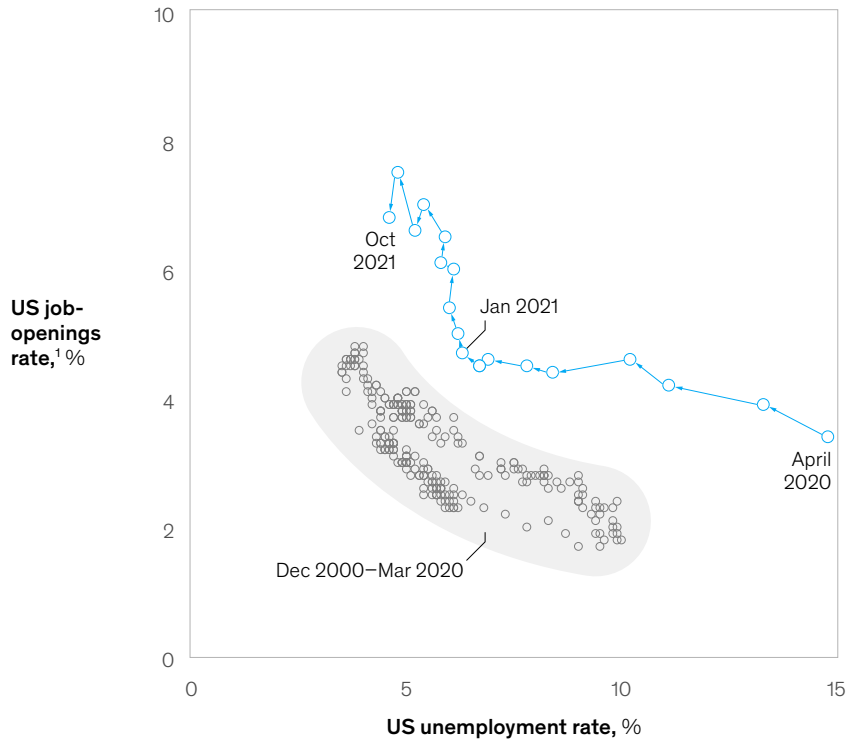 10
8
6
4
2
0
US job-
openings
rate,¹ %
Oct
2021
Jan 2021
April
2020
Dec 2000–Mar 2020
0
5
10
15
US unemployment rate, %